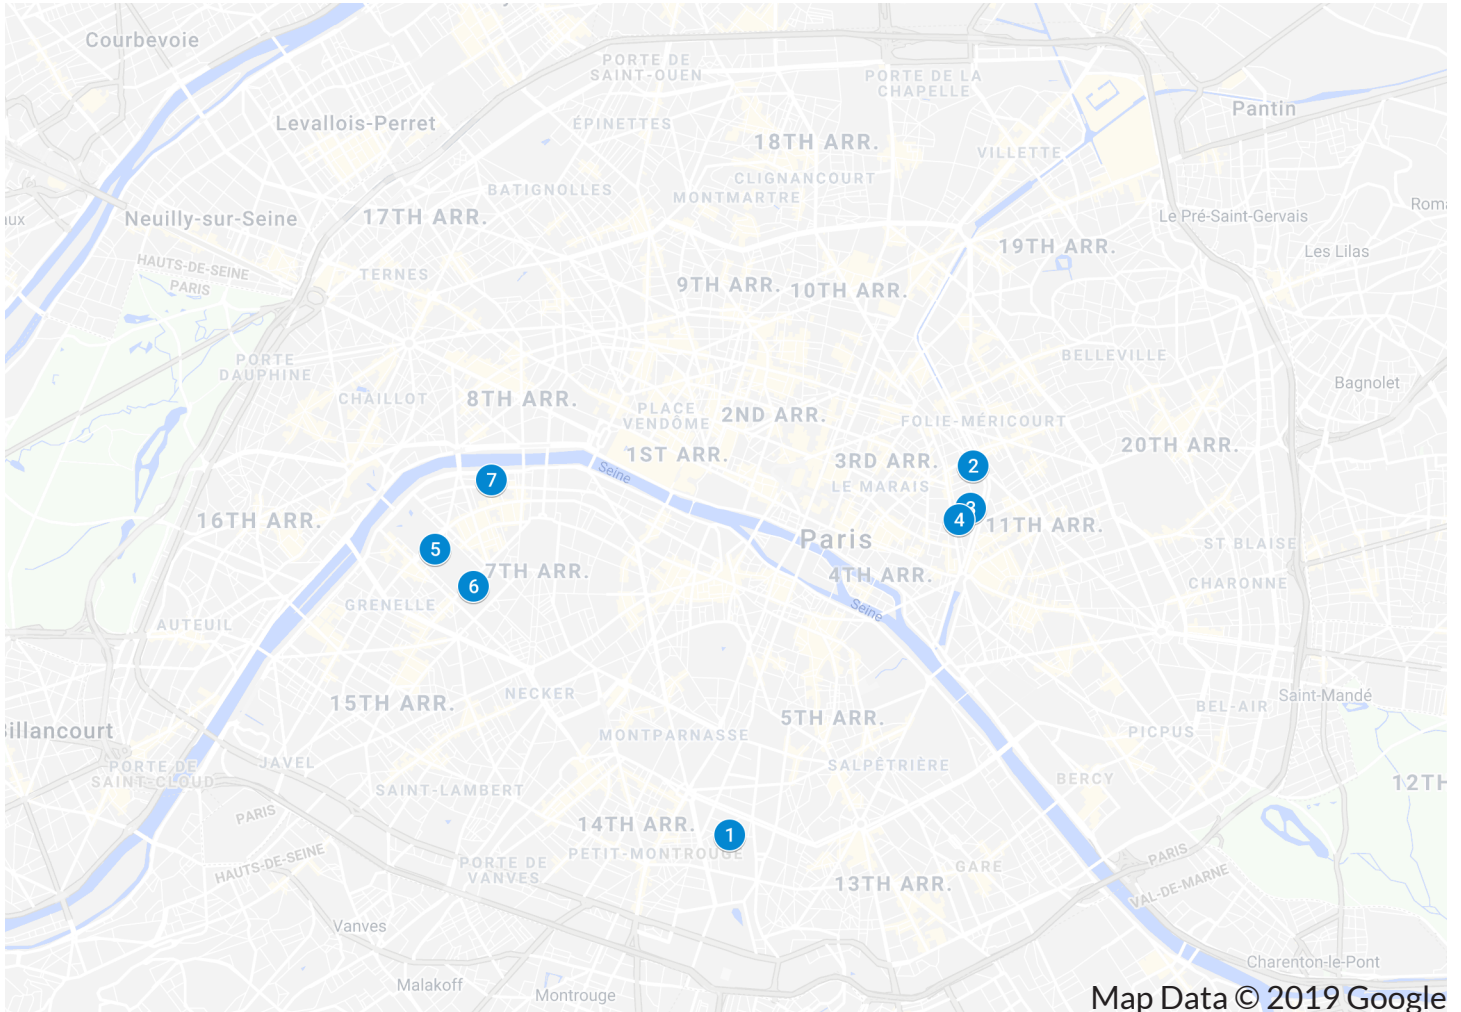 Courbevoie
PORTE DE
SAINT-OUEN
PORTE DE LA
CHAPELLE
Pantin
Levallois-Perret
ÉPINETTES
18TH ARR.
VILLETTE
CLIGNANCOURT
BATIGNOLLES
MONTMARTRE
Neuilly-sur-Seine
17TH ARR.
Le Pré-Saint-Gervais
Roma
aux
19TH ARR.
Les Lilas
HAUTS-DE-SEINE
PARIS
TERNES
9TH ARR.
10TH ARR.
BELLEVILLE
PORTE
DAUPHINE
Bagnolet
CHAILLOT
8TH ARR.
PLACE
VENDÔME
2ND ARR.
FOLIE-MÉRICOURT
20TH ARR.
1ST ARR.
3RD ARR.
2
Seine
7
LE MARAIS
3
4
16TH ARR.
11TH ARR.
Paris
ST BLAISE
5
7TH ARR.
4TH ARR.
CHARONNE
6
GRENELLE
Seine
AUTEUIL
NECKER
Saint-Mandé
15TH ARR.
BEL-AIR
5TH ARR.
Billancourt
MONTPARNASSE
PICPUS
JAVEL
SALPÊTRIÈRE
PORTE DE
SAINT-CLOUD
BERCY
12TH
SAINT-LAMBERT
PARIS
14TH ARR.
1
PETIT-MONTROUGE
HAUTS-DE-SEINE
PORTE DE
VANVES
PARIS
GARE
13TH ARR.
VAL-DE-MARNE
Vanves
Charenton-le-Pont
Malakoff
Montrouge
Map Data © 2019 Google